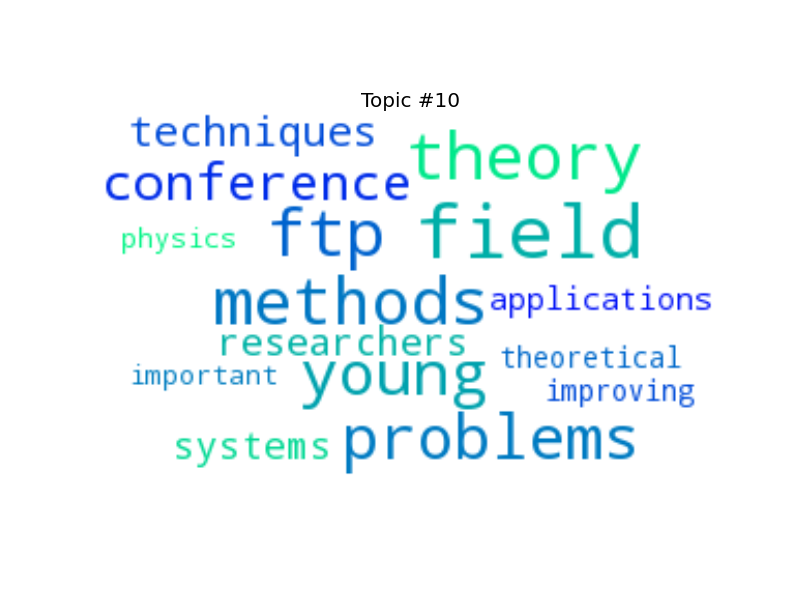 Topic #10
techniques theory
conference
physics ftp field
methods applications
researchers theoretical
important young improving
systems problems